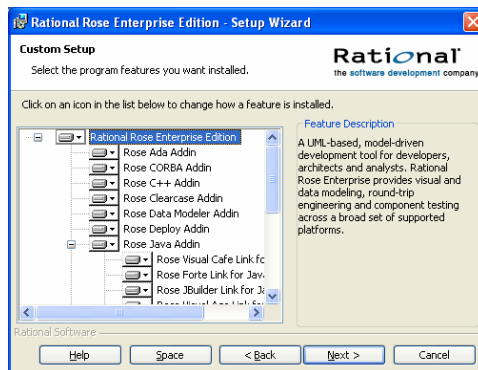 Rational Rose Enterprise Edition - Setup Wizard
Custom Setup
Select the program features you want installed.
Rational
the software development company
Click on an icon in the list below to change how a feature is installed.
Rational Rose Enterprise Edition
Rose Ada Addin
Rose CORBA Addin
Rose C++ Addin
Rose Clearcase Addin
Rose Data Modeler Addin
Rose Deploy Addin
Rose Java Addin
Rose Visual Cafe Link fo
Rose Forte Link for Jav
Rose JBuilder Link for Ja
Feature Description
A UML-based, model-driven
development tool for developers,
architects and analysts. Rational
Rose Enterprise provides visual and
data modeling, round-trip
engineering and component testing
across a broad set of supported
platforms.
Rational Software
Help
Space
< Back
Next >
Cancel